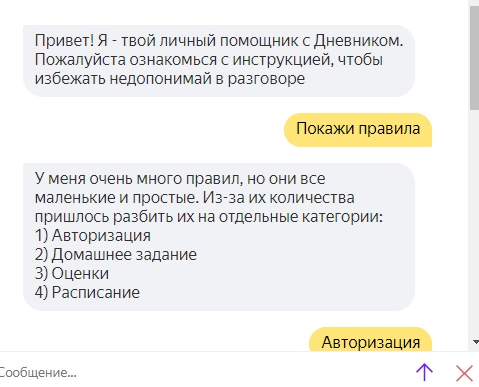 Привет! Я - твой личный помощник с Дневником.
Пожалуйста ознакомься с инструкцией, чтобы
избежать недопонимай в разговоре
Покажи правила
У меня очень много правил, но они все
маленькие и простые. Из-за их количества
пришлось разбить их на отдельные категории:
1) Авторизация
2) Домашнее задание
3) Оценки
4) Расписание
Авторизация
Сообщение...